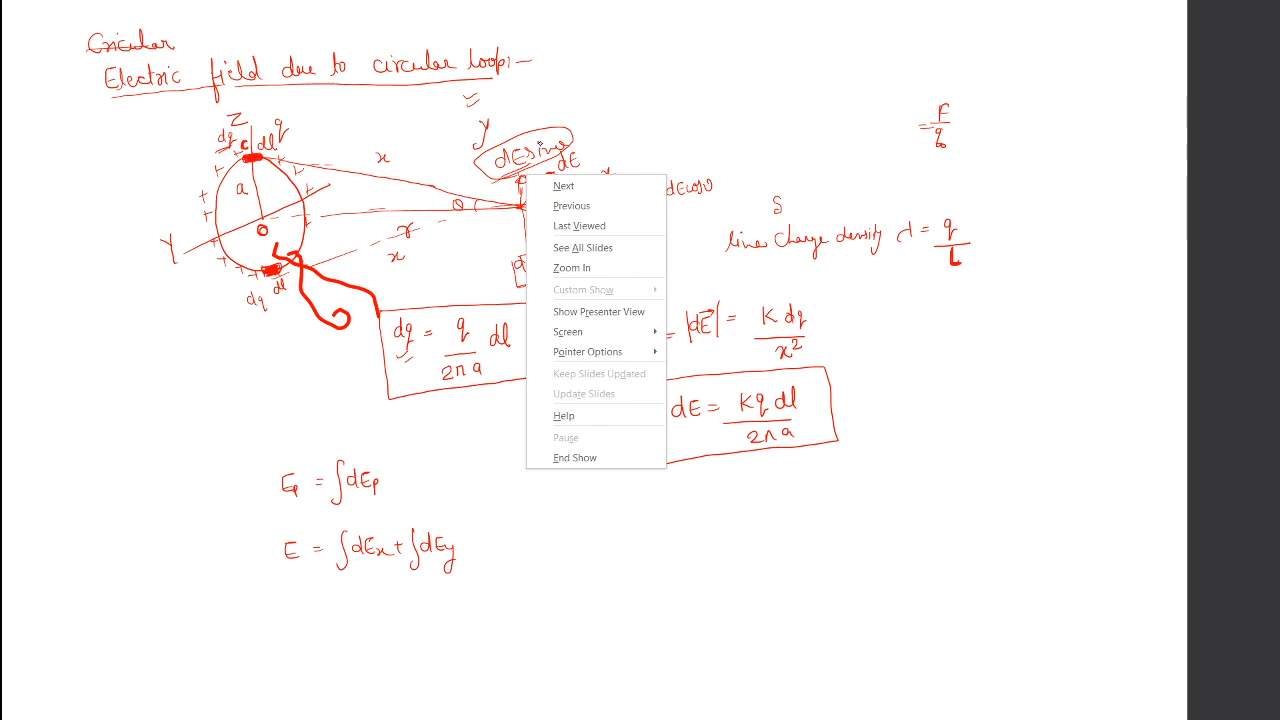 Cricular
Electric field due to circular loop:-
Z
y
dq c dl q
dE sinθ
dE
x
a
θ
dE cosθ
= F / q
S
O
Y
r
x
linear charge density λ = q / L
dl
dq
dq = q / 2πa dl
= |dE→| = K dq / x²
dE = Kq dl / 2πa
Ep = ∫dEp
E = ∫dEx + ∫dEy
Next
Previous
Last Viewed
See All Slides
Zoom In
Custom Show
Show Presenter View
Screen
Pointer Options
Keep Slides Updated
Update Slides
Help
Pause
End Show